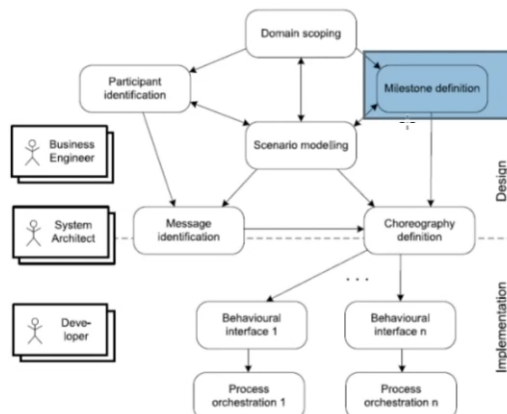 Domain scoping
Participant
identification
Milestone definition
Scenario modelling
Business
Engineer
Design
System
Architect
Message
identification
Choreography
definition
. . .
Deve-
loper
Behavioural
interface 1
Behavioural
interface n
Implementation
Process
orchestration 1
Process
orchestration n